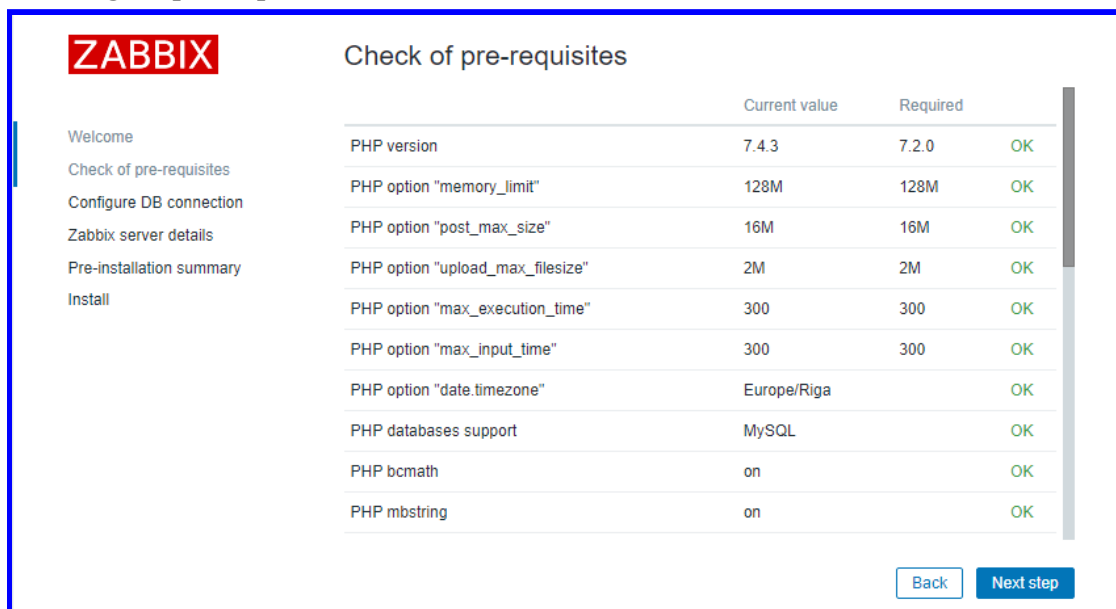 ZABBIX
Check of pre-requisites
Welcome
Check of pre-requisites
Configure DB connection
Zabbix server details
Pre-installation summary
Install
Current value Required
PHP version 7.4.3 7.2.0 OK
PHP option "memory_limit" 128M 128M OK
PHP option "post_max_size" 16M 16M OK
PHP option "upload_max_filesize" 2M 2M OK
PHP option "max_execution_time" 300 300 OK
PHP option "max_input_time" 300 300 OK
PHP option "date.timezone" Europe/Riga OK
PHP databases support MySQL OK
PHP bcmath on OK
PHP mbstring on OK
Back Next step